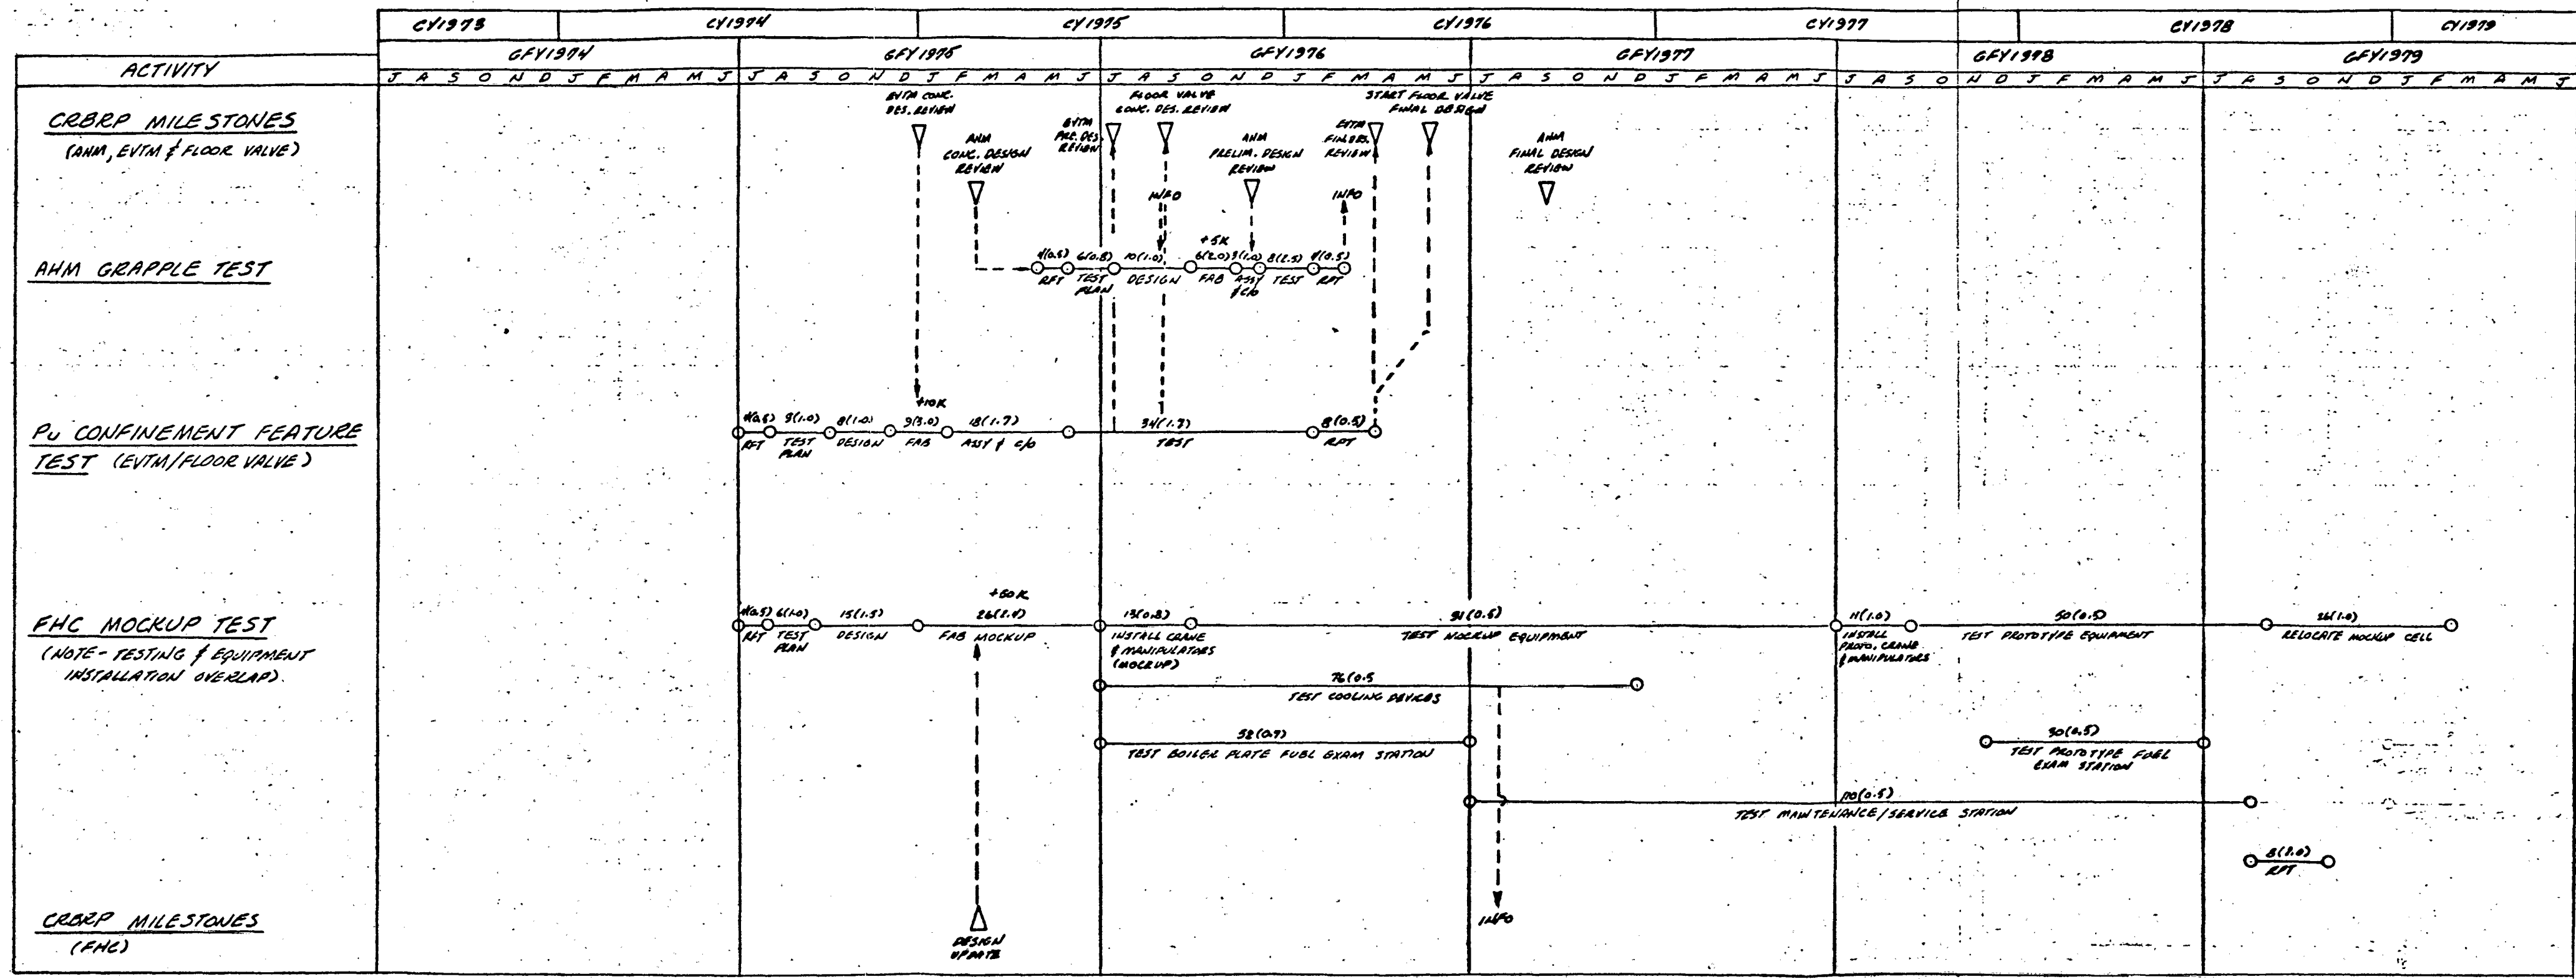 CY1973 CY1974 CY1975 CY1976 CY1977 CY1978 CY1979
ACTIVITY
GFY1974 GFY1975 GFY1976 GFY1977 GFY1978 GFY1979
J A S O N D J F M A M J J A S O N D J F M A M J J A S O N D J F M A M J J A S O N D J F M A M J J A S O N D J F M A M J J A S O N D J F M A M J
CRBRP MILESTONES
(AHM, EVTM & FLOOR VALVE)
EVTM CONC.
DES. REVIEW
AHM
CONC. DESIGN
REVIEW
EVTM
PRE. DES.
REVIEW
FLOOR VALVE
CONC. DES. REVIEW
INFO
AHM
PRELIM. DESIGN
REVIEW
EVTM
FIN. DES.
REVIEW
INFO
START FLOOR VALVE
FINAL DESIGN
AHM
FINAL DESIGN
REVIEW
AHM GRAPPLE TEST
+5K
4(0.5) 6(0.8) 10(1.0) 6(2.0) 3(1.0) 8(2.5) 4(0.5)
RFT TEST PLAN DESIGN FAB ASSY & C/O TEST RPT
Pu CONFINEMENT FEATURE
TEST (EVTM/FLOOR VALVE)
+10K
4(0.5) 9(1.0) 8(1.0) 9(3.0) 18(1.7) 34(1.7) 8(0.5)
RFT TEST PLAN DESIGN FAB ASSY & C/O TEST RPT
FHC MOCKUP TEST
(NOTE - TESTING & EQUIPMENT
INSTALLATION OVERLAP)
+50K
4(0.5) 6(1.0) 15(1.5) 26(2.4) 13(0.8) 91(0.5) 11(1.0) 50(0.5) 26(1.0)
RFT TEST PLAN DESIGN FAB MOCKUP
INSTALL CRANE
& MANIPULATORS
(MOCKUP)
TEST MOCKUP EQUIPMENT
INSTALL
PROTO. CRANE
& MANIPULATORS
TEST PROTOTYPE EQUIPMENT
RELOCATE MOCKUP CELL
76(0.5
TEST COOLING DEVICES
52(0.7)
TEST BOILER PLATE FUEL EXAM STATION
30(0.5)
TEST PROTOTYPE FUEL
EXAM STATION
110(0.5)
TEST MAINTENANCE/SERVICE STATION
RPT
CRBRP MILESTONES
(FHC)
DESIGN
UPDATE
INFO